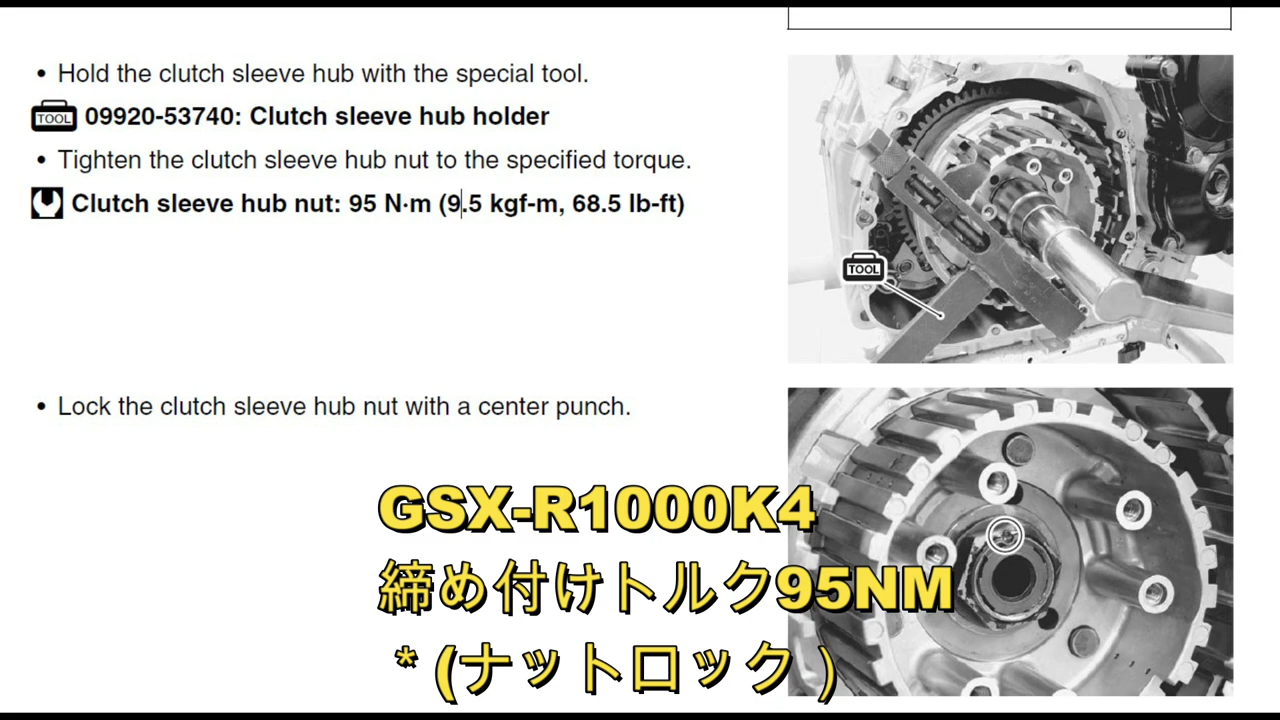 • Hold the clutch sleeve hub with the special tool.
TOOL 09920-53740: Clutch sleeve hub holder
• Tighten the clutch sleeve hub nut to the specified torque.
Clutch sleeve hub nut: 95 N·m (9.5 kgf-m, 68.5 lb-ft)
TOOL
• Lock the clutch sleeve hub nut with a center punch.
GSX-R1000K4
締め付けトルク95NM
* (ナットロック )